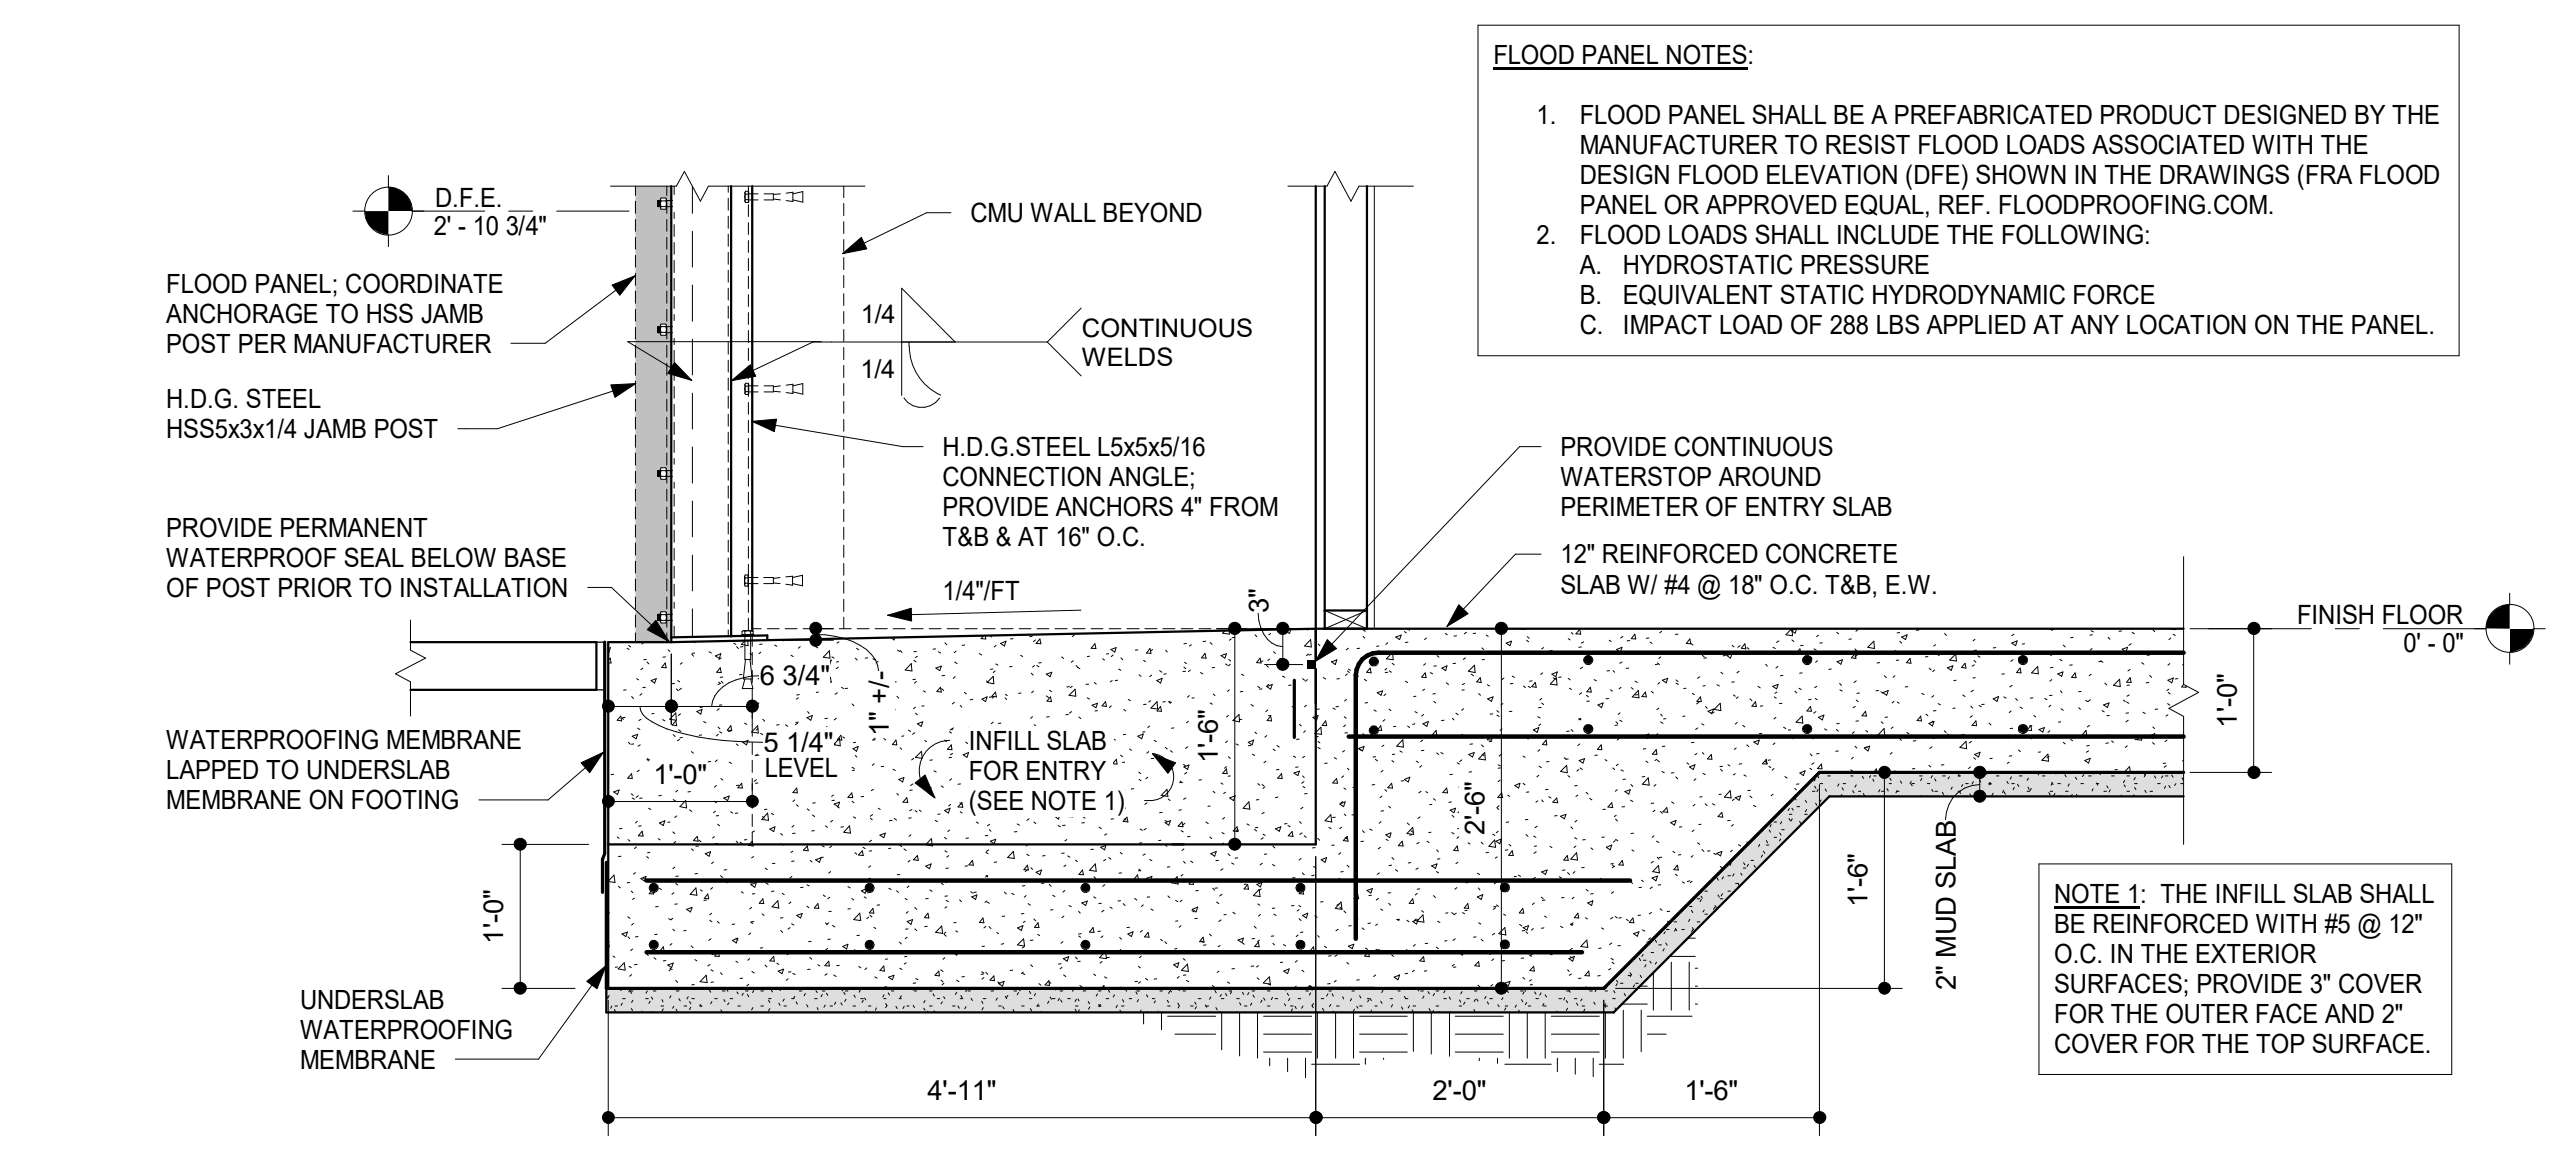 FLOOD PANEL NOTES:
1. FLOOD PANEL SHALL BE A PREFABRICATED PRODUCT DESIGNED BY THE
MANUFACTURER TO RESIST FLOOD LOADS ASSOCIATED WITH THE
DESIGN FLOOD ELEVATION (DFE) SHOWN IN THE DRAWINGS (FRA FLOOD
PANEL OR APPROVED EQUAL, REF. FLOODPROOFING.COM.
2. FLOOD LOADS SHALL INCLUDE THE FOLLOWING:
A. HYDROSTATIC PRESSURE
B. EQUIVALENT STATIC HYDRODYNAMIC FORCE
C. IMPACT LOAD OF 288 LBS APPLIED AT ANY LOCATION ON THE PANEL.
D.F.E.
2' - 10 3/4"
CMU WALL BEYOND
FLOOD PANEL; COORDINATE
ANCHORAGE TO HSS JAMB
POST PER MANUFACTURER
1/4
1/4
CONTINUOUS
WELDS
H.D.G. STEEL
HSS5x3x1/4 JAMB POST
H.D.G.STEEL L5x5x5/16
CONNECTION ANGLE;
PROVIDE ANCHORS 4" FROM
T&B & AT 16" O.C.
PROVIDE CONTINUOUS
WATERSTOP AROUND
PERIMETER OF ENTRY SLAB
PROVIDE PERMANENT
WATERPROOF SEAL BELOW BASE
OF POST PRIOR TO INSTALLATION
12" REINFORCED CONCRETE
SLAB W/ #4 @ 18" O.C. T&B, E.W.
1/4"/FT
3"
FINISH FLOOR
0' - 0"
6 3/4"
1" +/-
5 1/4"
LEVEL
1'-0"
1'-6"
INFILL SLAB
FOR ENTRY
(SEE NOTE 1)
1'-0"
WATERPROOFING MEMBRANE
LAPPED TO UNDERSLAB
MEMBRANE ON FOOTING
2'-6"
1'-6"
2" MUD SLAB
1'-0"
NOTE 1: THE INFILL SLAB SHALL
BE REINFORCED WITH #5 @ 12"
O.C. IN THE EXTERIOR
SURFACES; PROVIDE 3" COVER
FOR THE OUTER FACE AND 2"
COVER FOR THE TOP SURFACE.
UNDERSLAB
WATERPROOFING
MEMBRANE
4'-11"
2'-0"
1'-6"